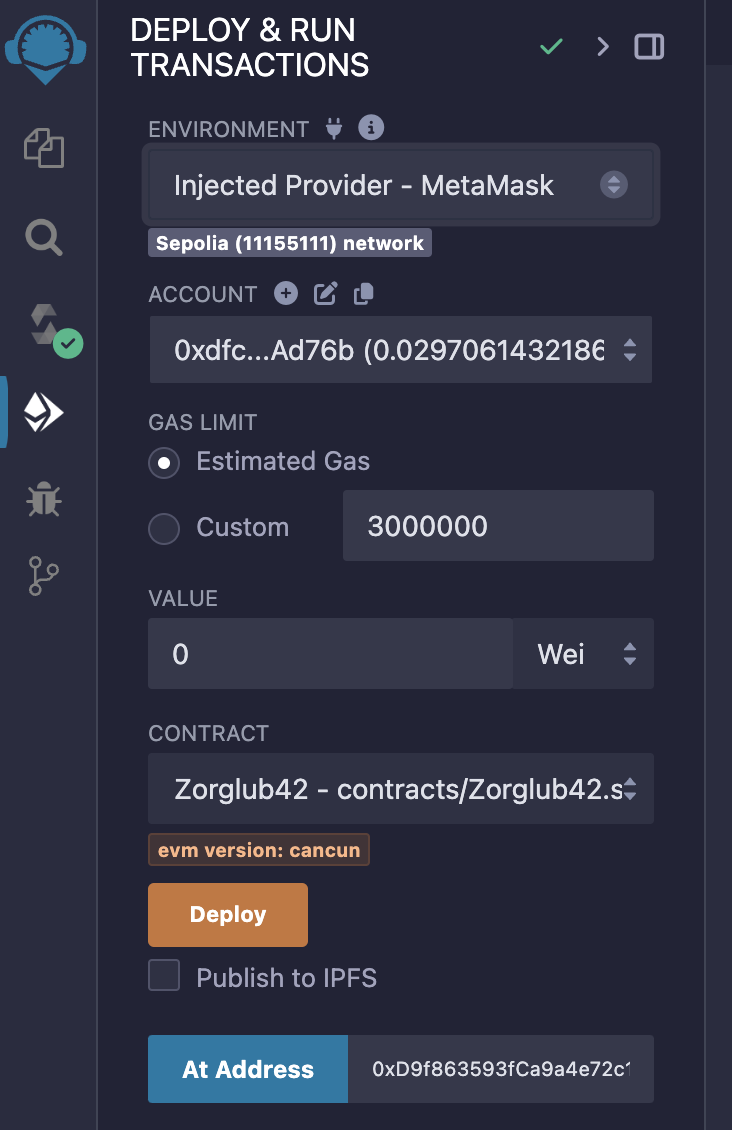 DEPLOY & RUN
TRANSACTIONS
ENVIRONMENT
Injected Provider - MetaMask
Sepolia (11155111) network
ACCOUNT
0xdfc...Ad76b (0.0297061432186
GAS LIMIT
Estimated Gas
Custom 3000000
VALUE
0 Wei
CONTRACT
Zorglub42 - contracts/Zorglub42.s
evm version: cancun
Deploy
Publish to IPFS
At Address 0xD9f863593fCa9a4e72c1